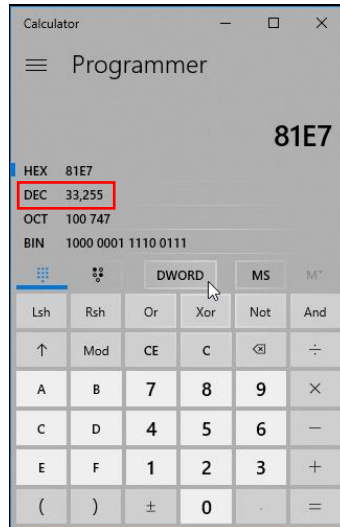 Calculator
Programmer
81E7
HEX 81E7
DEC 33,255
OCT 100 747
BIN 1000 0001 1110 0111
DWORD MS M˅
Lsh Rsh Or Xor Not And
↑ Mod CE C ⌫ ÷
A B 7 8 9 ×
C D 4 5 6 −
E F 1 2 3 +
( ) ± 0 . =